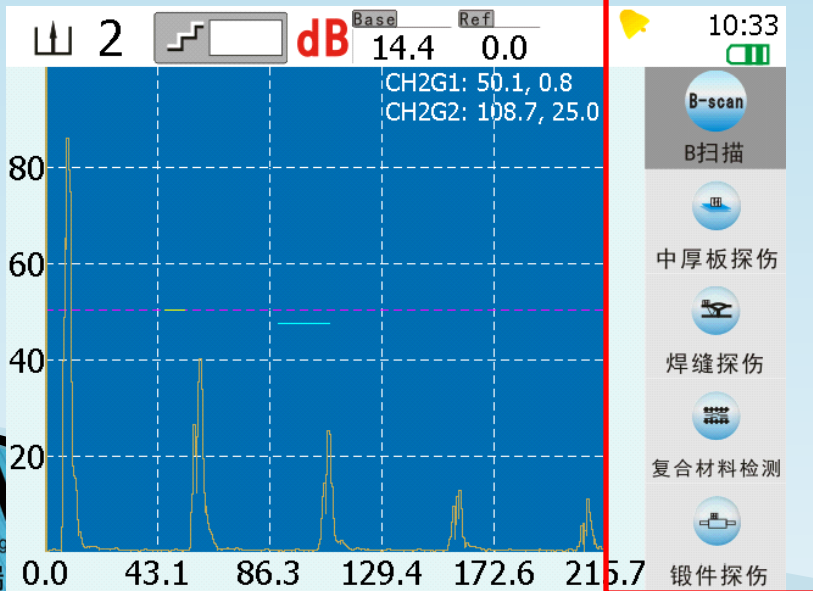 2
dB
Base
14.4
Ref
0.0
10:33
CH2G1: 50.1, 0.8
CH2G2: 108.7, 25.0
80
60
40
20
0.0 43.1 86.3 129.4 172.6 215.7
B-scan
B扫描
中厚板探伤
焊缝探伤
复合材料检测
锻件探伤